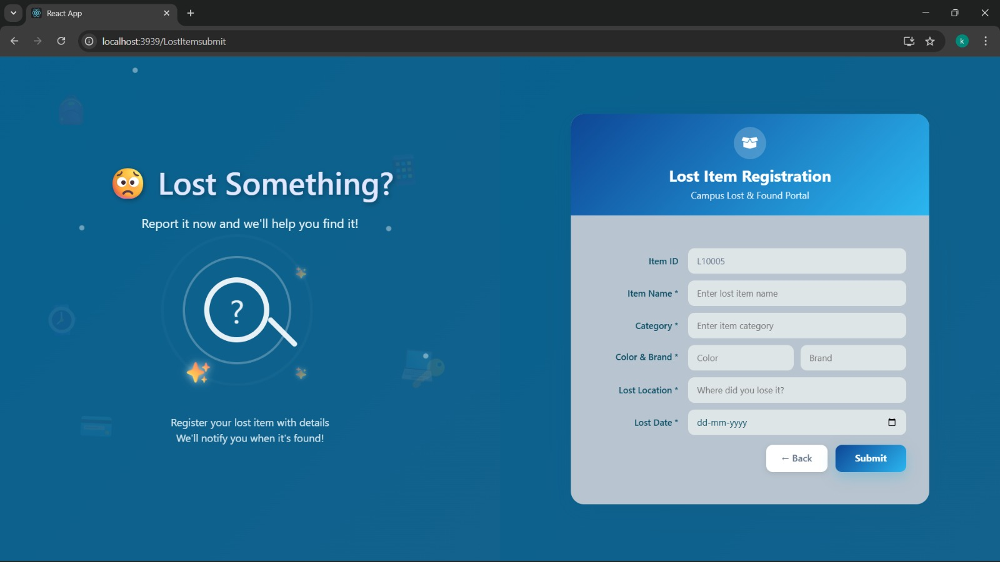 React App
localhost:3939/LostItemsubmit
k
Lost Something?
Report it now and we'll help you find it!
?
Register your lost item with details
We'll notify you when it's found!
Lost Item Registration
Campus Lost & Found Portal
Item ID L10005
Item Name * Enter lost item name
Category * Enter item category
Color & Brand * Color Brand
Lost Location * Where did you lose it?
Lost Date * dd-mm-yyyy
← Back Submit